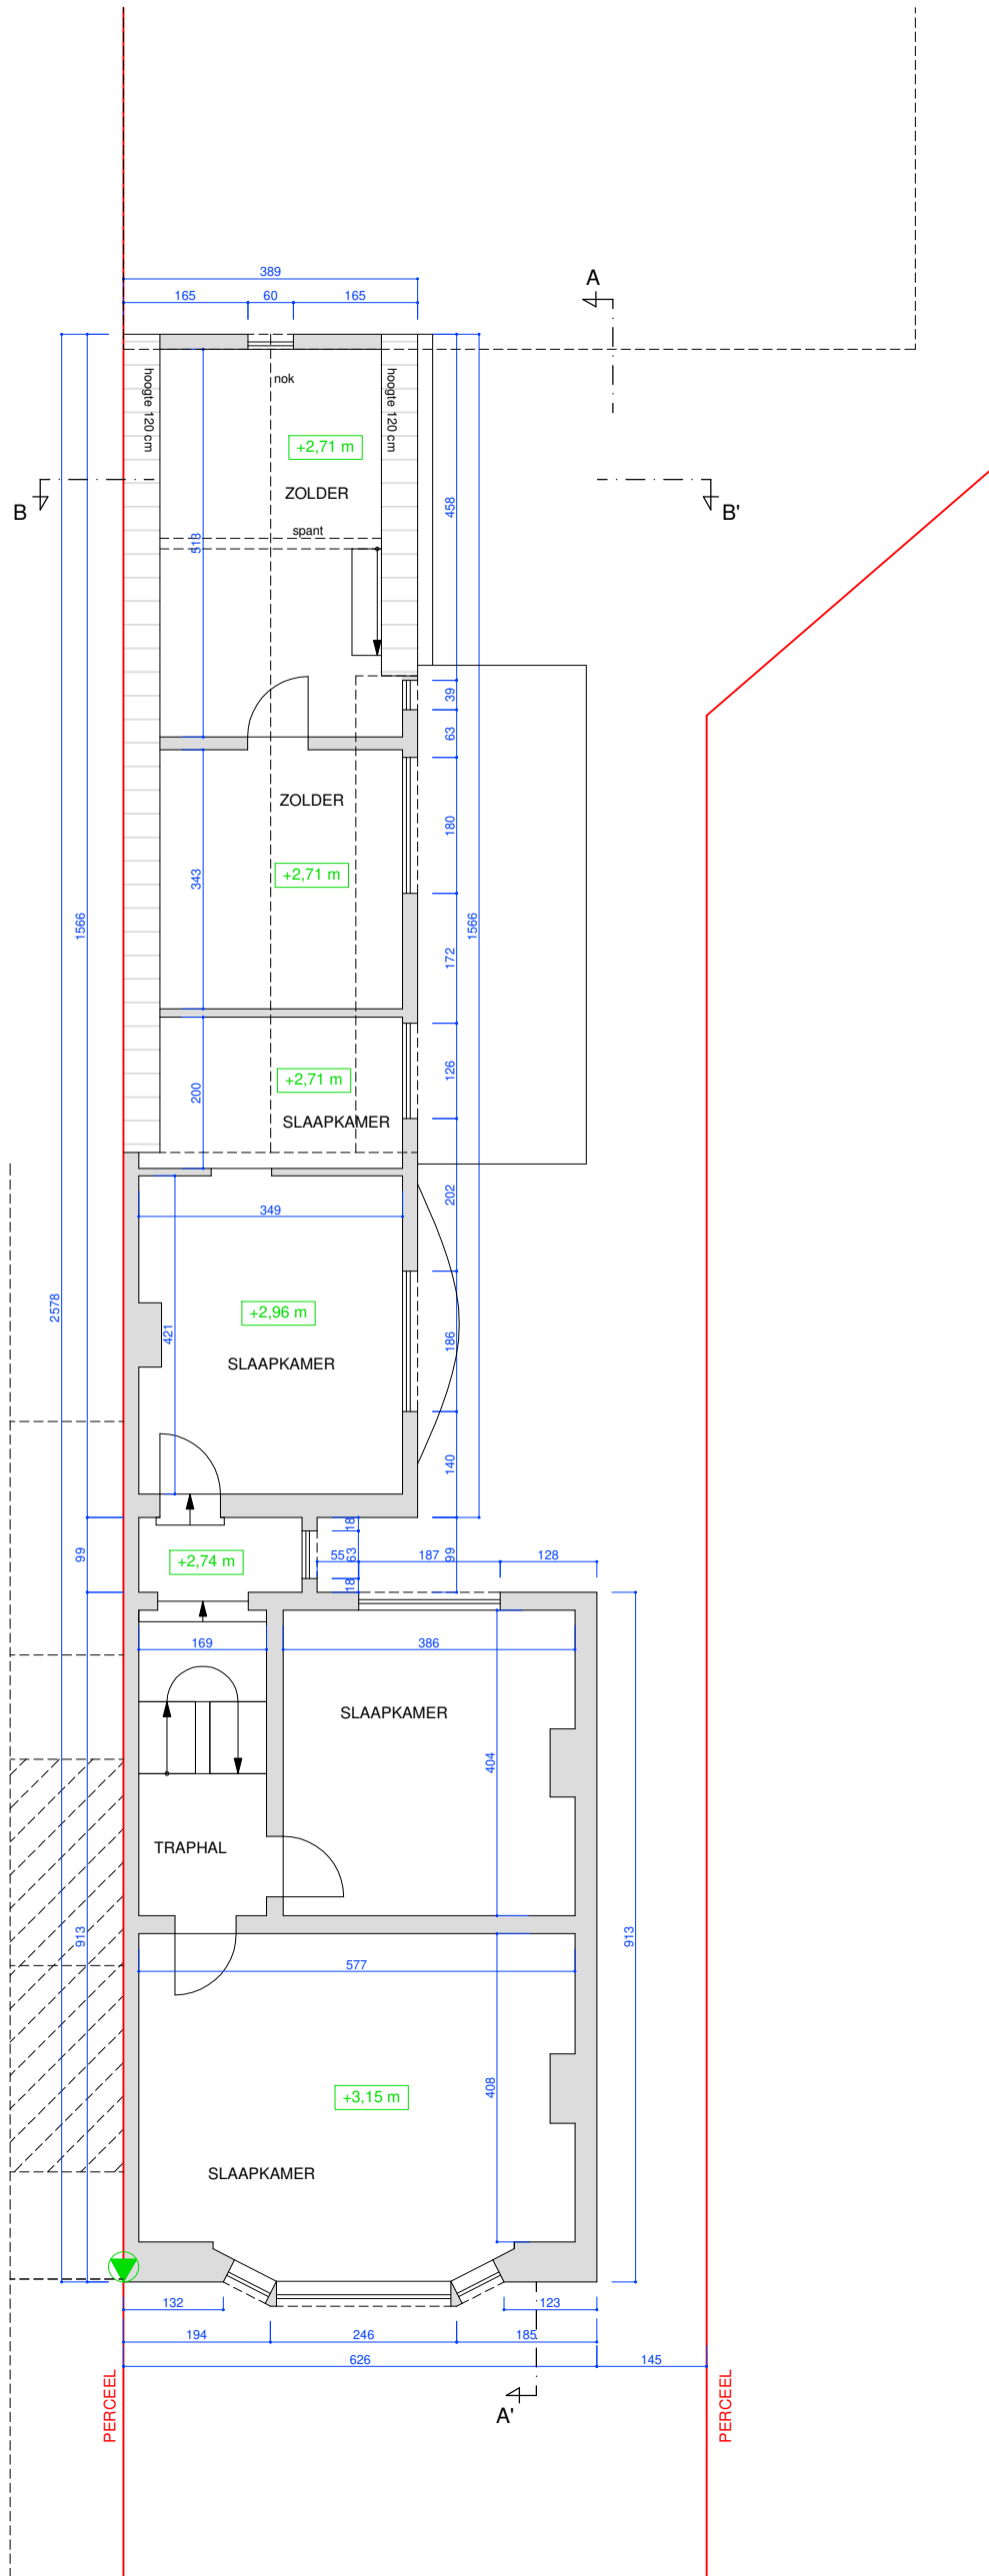 A
389
165 60 165
hoogte 120 cm
nok
hoogte 120 cm
+2,71 m
ZOLDER
B
B'
458
spant
513
39
63
ZOLDER
180
+2,71 m
343
1566
1566
172
+2,71 m
126
200
SLAAPKAMER
202
349
2578
+2,96 m
421
186
SLAAPKAMER
140
18
99
+2,74 m
55
63
187
99
128
18
169
386
SLAAPKAMER
404
TRAPHAL
913
913
577
+3,15 m
408
SLAAPKAMER
132
123
194 246 185
626 145
PERCEEL
PERCEEL
A'